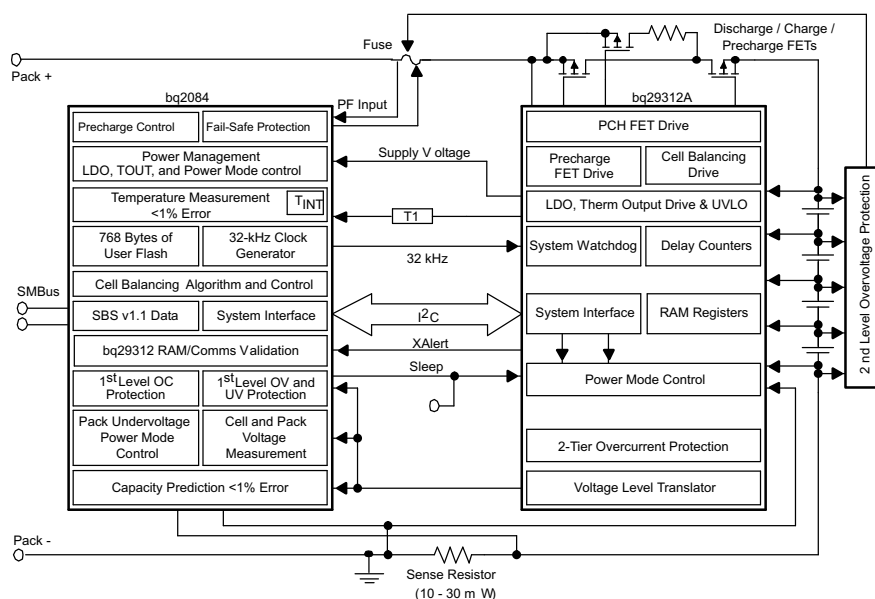 Discharge / Charge /
Precharge FETs
Fuse
Pack +
bq2084
bq29312A
PF Input
Precharge Control
Fail-Safe Protection
PCH FET Drive
Power Management
LDO, TOUT, and Power Mode control
Supply V oltage
Precharge
FET Drive
Cell Balancing
Drive
Temperature Measurement
<1% Error
TINT
T1
LDO, Therm Output Drive & UVLO
768 Bytes of
User Flash
32-kHz Clock
Generator
32 kHz
System Watchdog
Delay Counters
2 nd Level Overvoltage Protection
Cell Balancing Algorithm and Control
SMBus
SBS v1.1 Data
System Interface
I2C
System Interface
RAM Registers
bq29312 RAM/Comms Validation
XAlert
1st Level OC
Protection
1st Level OV and
UV Protection
Sleep
Power Mode Control
Pack Undervoltage
Power Mode
Control
Cell and Pack
Voltage
Measurement
2-Tier Overcurrent Protection
Capacity Prediction <1% Error
Voltage Level Translator
Pack -
Sense Resistor
(10 - 30 m W)